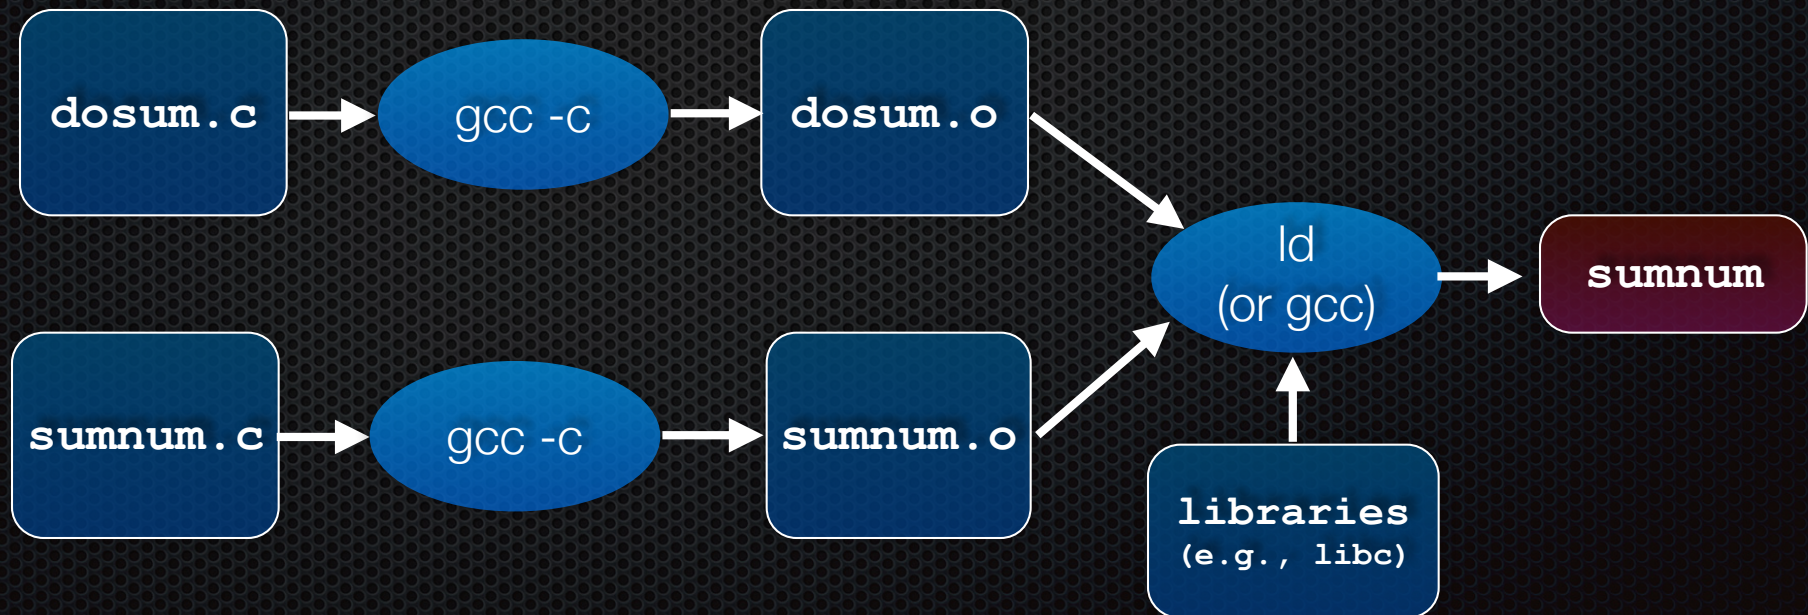 dosum.c
gcc -c
dosum.o
sumnum.c
gcc -c
sumnum.o
ld
(or gcc)
libraries
(e.g., libc)
sumnum